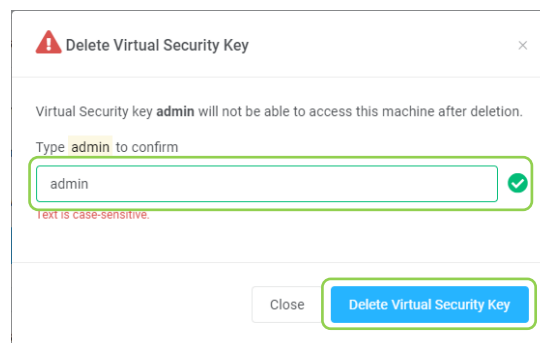 Delete Virtual Security Key ×
Virtual Security key admin will not be able to access this machine after deletion.
Type admin to confirm
admin
Text is case-sensitive.
Close Delete Virtual Security Key